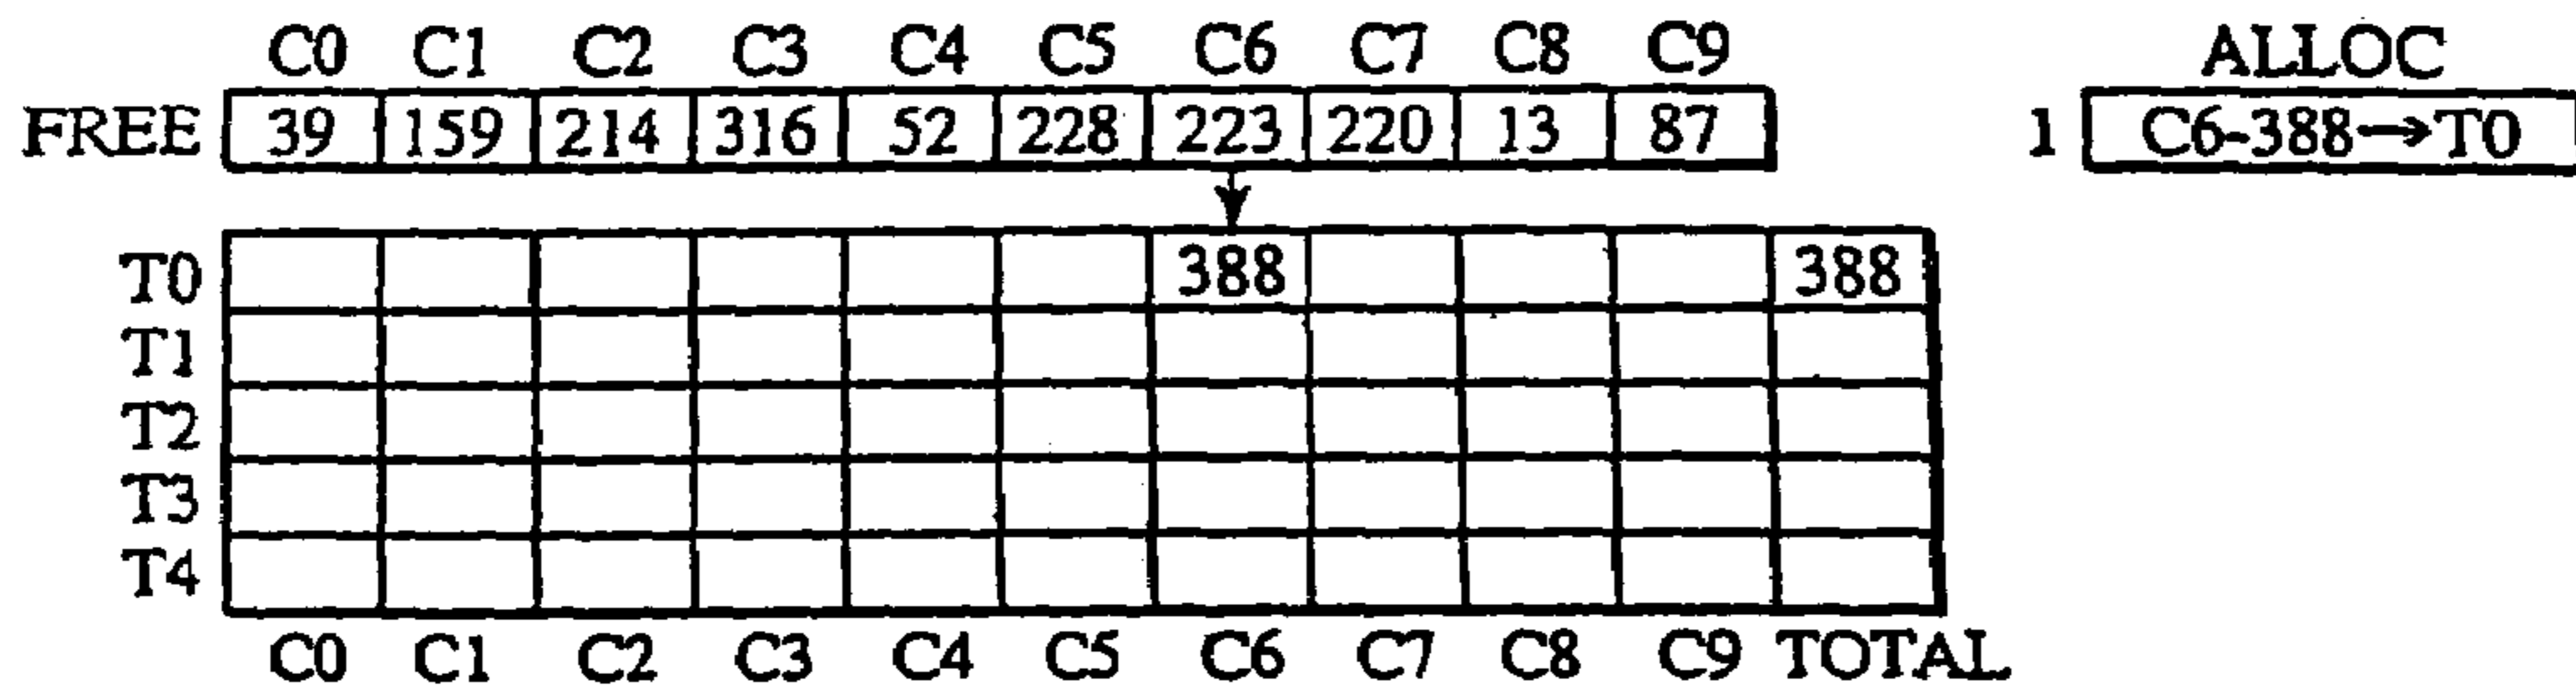 C0 C1 C2 C3 C4 C5 C6 C7 C8 C9 ALLOC
FREE 39 159 214 316 52 228 223 220 13 87 1 C6-388→T0
T0 388 388
T1
T2
T3
T4
C0 C1 C2 C3 C4 C5 C6 C7 C8 C9 TOTAL